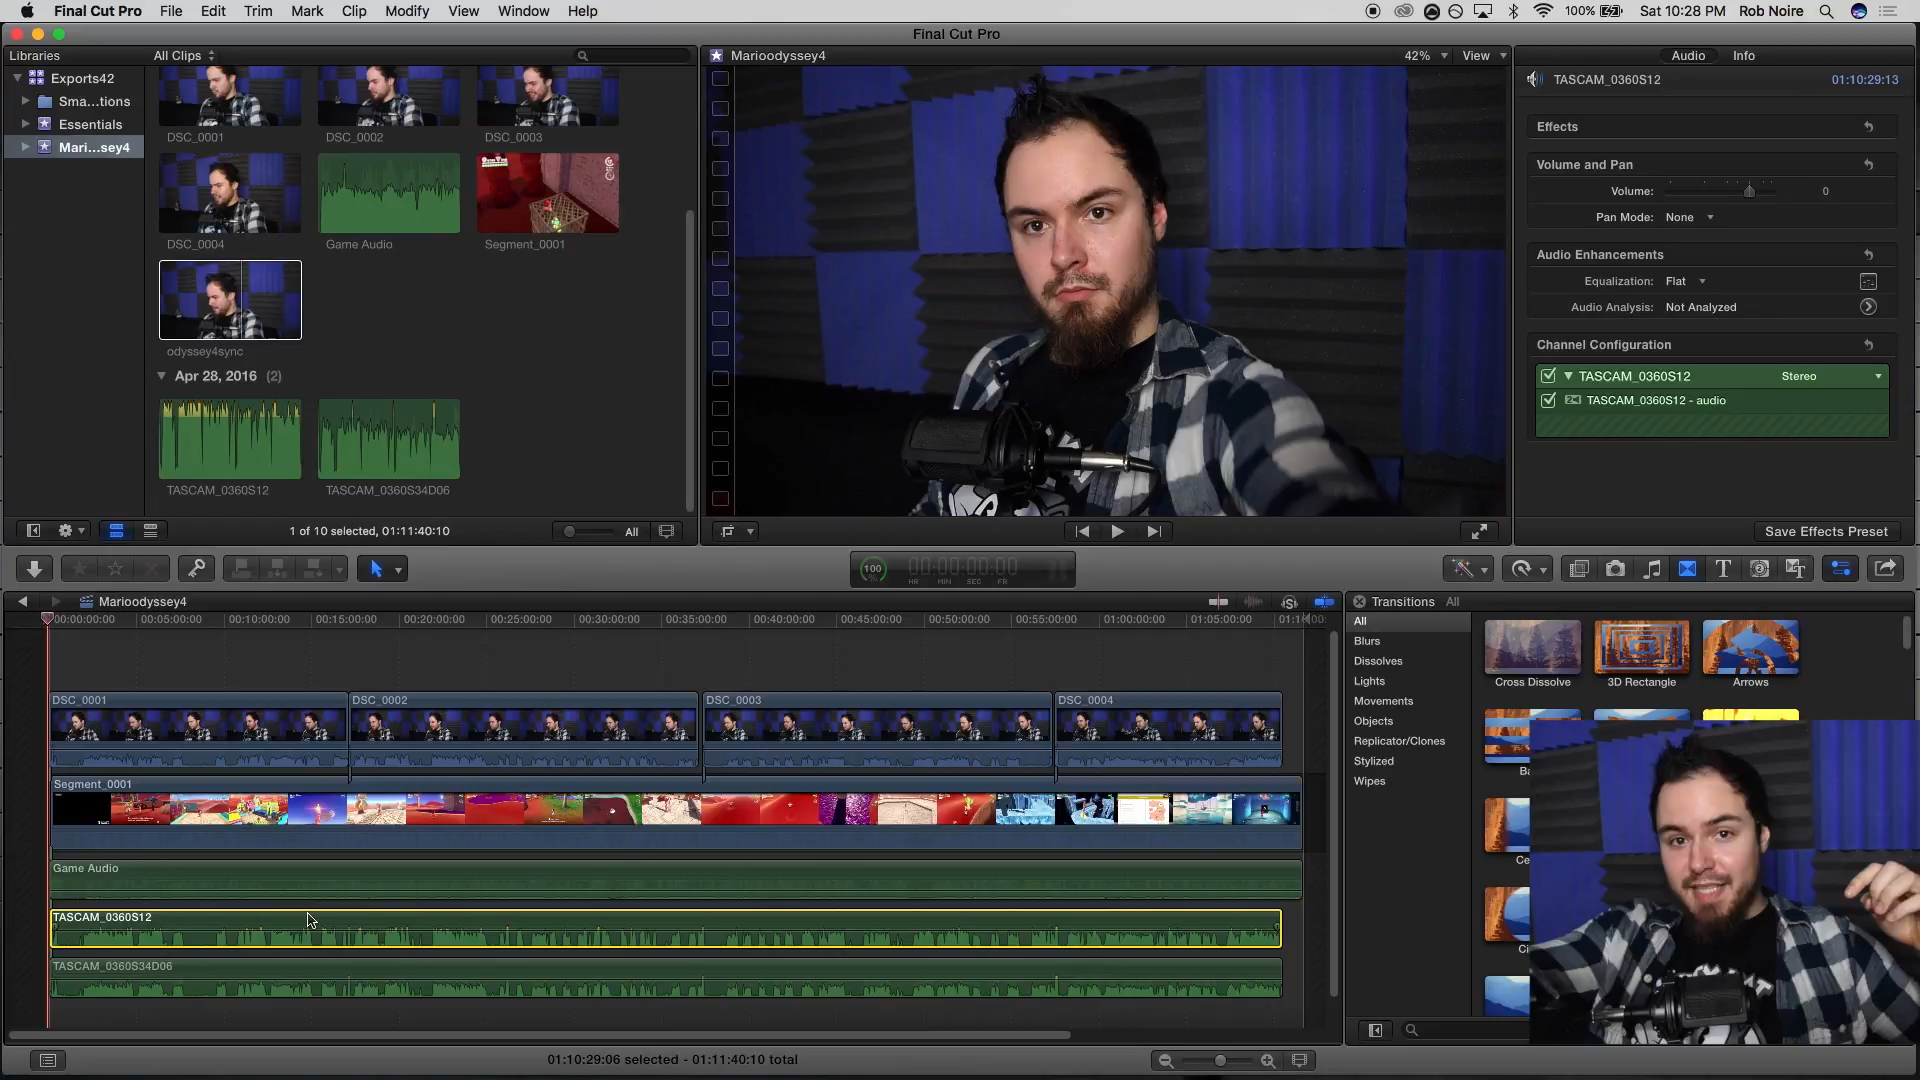 Final Cut Pro File Edit Trim Mark Clip Modify View Window Help
100% Sat 10:28 PM Rob Noire
Final Cut Pro
Libraries
All Clips
Exports42
Sma...tions
Essentials
Mari...sey4
DSC_0001
DSC_0002
DSC_0003
DSC_0004
Game Audio
Segment_0001
odyssey4sync
Apr 28, 2016 (2)
TASCAM_0360S12
TASCAM_0360S34D06
1 of 10 selected, 01:11:40:10
All
Marioodyssey4
42%
View
Audio
Info
TASCAM_0360S12
01:10:29:13
Effects
Volume and Pan
Volume:
0
Pan Mode: None
Audio Enhancements
Equalization: Flat
Audio Analysis: Not Analyzed
Channel Configuration
TASCAM_0360S12
Stereo
TASCAM_0360S12 - audio
Save Effects Preset
100
%
00:00:00:00
HR MIN SEC FR
Marioodyssey4
00:00:00:00
00:05:00:00
00:10:00:00
00:15:00:00
00:20:00:00
00:25:00:00
00:30:00:00
00:35:00:00
00:40:00:00
00:45:00:00
00:50:00:00
00:55:00:00
01:00:00:00
01:05:00:00
DSC_0001
DSC_0002
DSC_0003
DSC_0004
Segment_0001
Game Audio
TASCAM_0360S12
TASCAM_0360S34D06
01:10:29:06 selected - 01:11:40:10 total
Transitions All
All
Blurs
Dissolves
Lights
Movements
Objects
Replicator/Clones
Stylized
Wipes
Cross Dissolve
3D Rectangle
Arrows
Ba
Ce
Ci